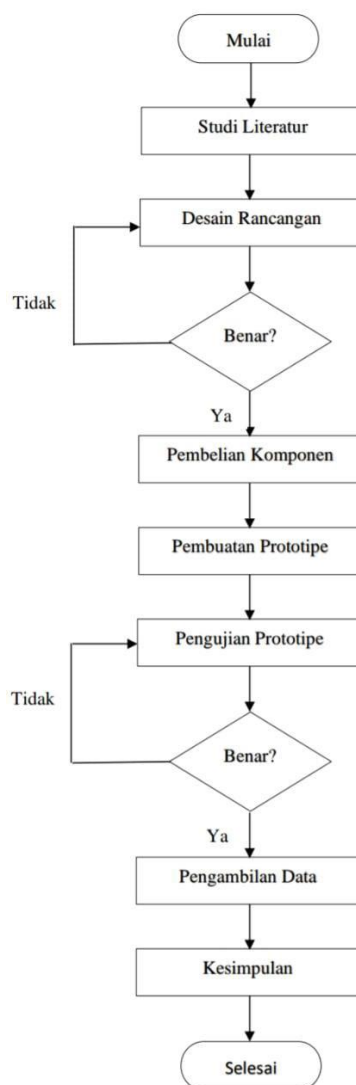 Mulai
Studi Literatur
Desain Rancangan
Tidak
Benar?
Ya
Pembelian Komponen
Pembuatan Prototipe
Pengujian Prototipe
Tidak
Benar?
Ya
Pengambilan Data
Kesimpulan
Selesai